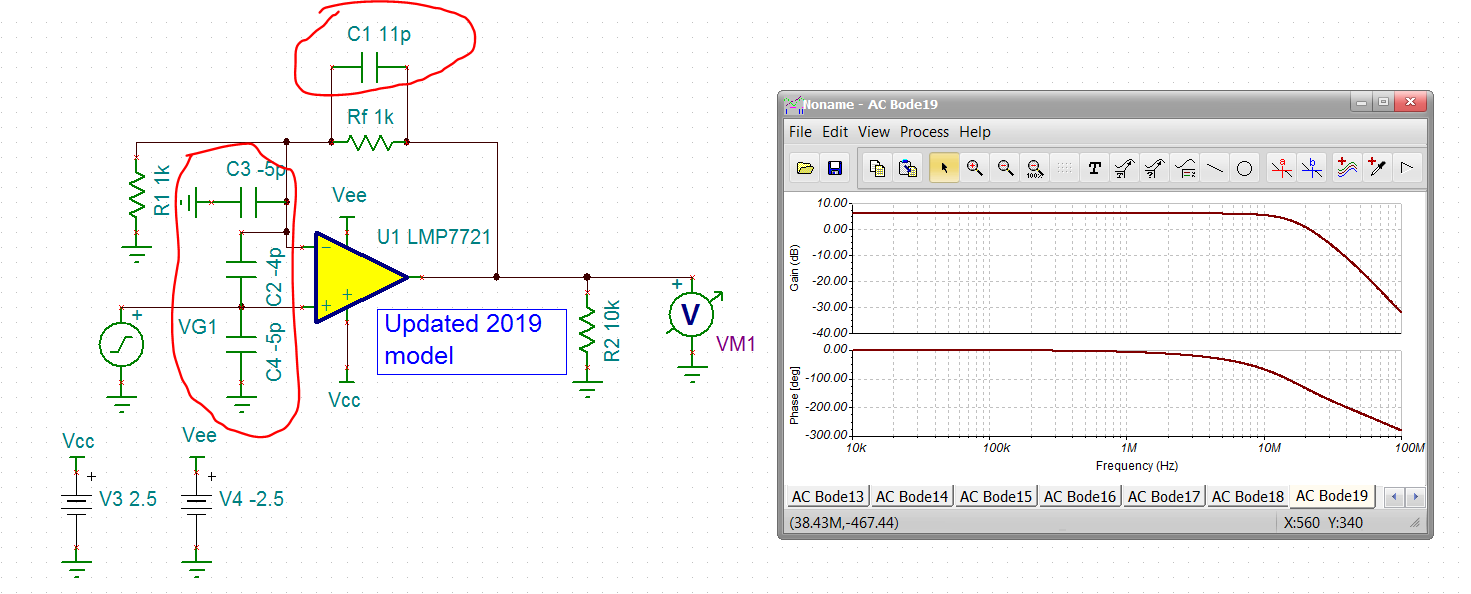 C1 11p
Rf 1k
R1 1k
C3 -5p
Vee
U1 LMP7721
C2 -4p
VG1
C4 -5p
Updated 2019
model
R2 10k
+
V
VM1
Vcc
Vcc
V3 2.5
Vee
V4 -2.5
Noname - AC Bode19
File Edit View Process Help
100%
T
a
b
10.00
0.00
-10.00
-20.00
-30.00
-40.00
Gain (dB)
0.00
-100.00
-200.00
-300.00
Phase [deg]
10k 100k 1M 10M 100M
Frequency (Hz)
AC Bode13 AC Bode14 AC Bode15 AC Bode16 AC Bode17 AC Bode18 AC Bode19
(38.43M,-467.44) X:560 Y:340